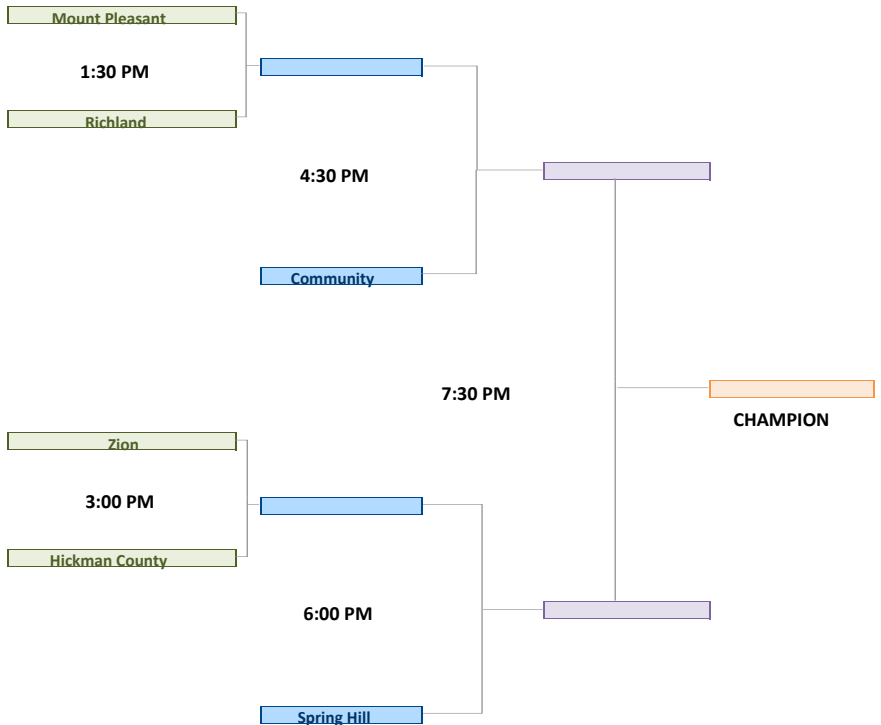 Mount Pleasant
1:30 PM
Richland
4:30 PM
Community
7:30 PM
CHAMPION
Zion
3:00 PM
Hickman County
6:00 PM
Spring Hill